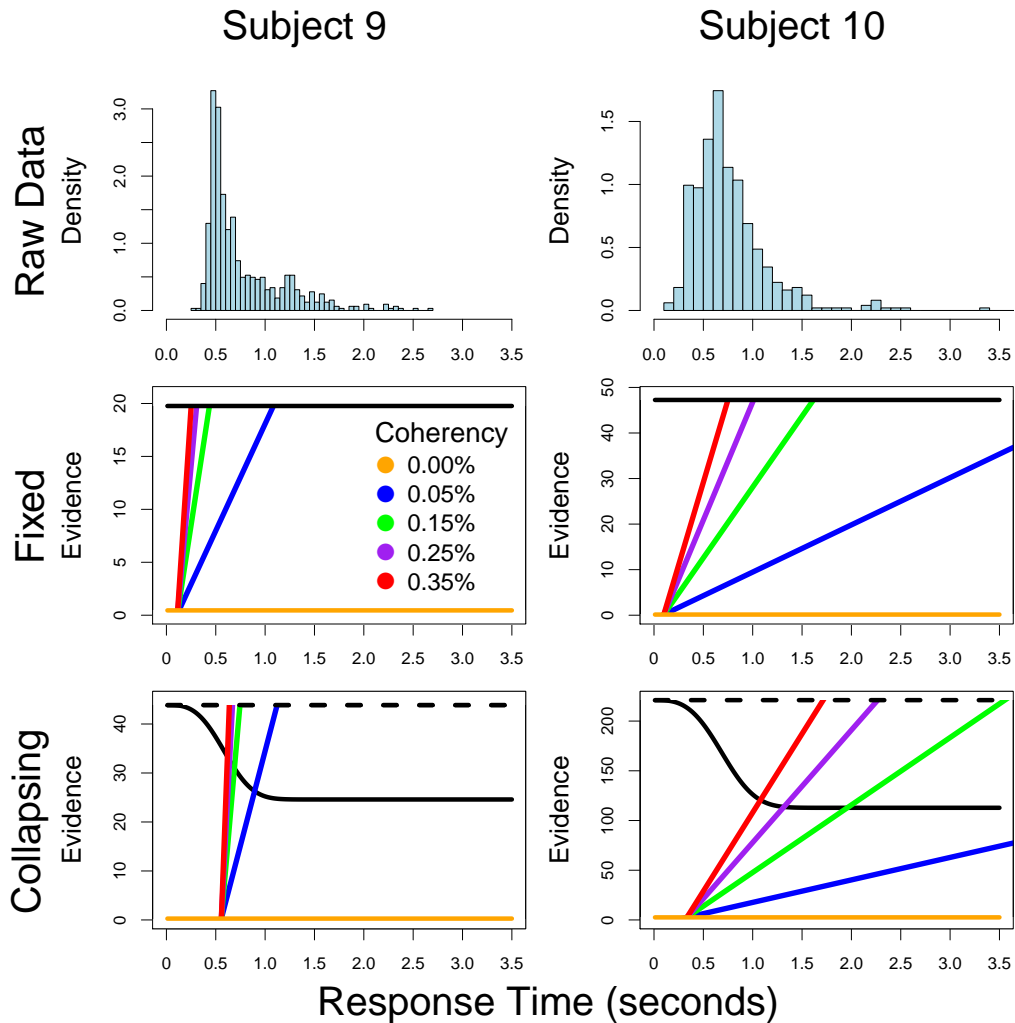 Subject 9
Subject 10
Raw Data
Density
0.0 1.0 2.0 3.0
0.0 0.5 1.0 1.5 2.0 2.5 3.0 3.5
Density
0.0 0.5 1.0 1.5
0.0 0.5 1.0 1.5 2.0 2.5 3.0 3.5
Fixed
Evidence
0 5 10 15 20
Coherency
0.00%
0.05%
0.15%
0.25%
0.35%
0 0.5 1.0 1.5 2.0 2.5 3.0 3.5
Evidence
0 10 20 30 40 50
0 0.5 1.0 1.5 2.0 2.5 3.0 3.5
Collapsing
Evidence
0 10 20 30 40
0 0.5 1.0 1.5 2.0 2.5 3.0 3.5
Evidence
0 50 100 150 200
0 0.5 1.0 1.5 2.0 2.5 3.0 3.5
Response Time (seconds)